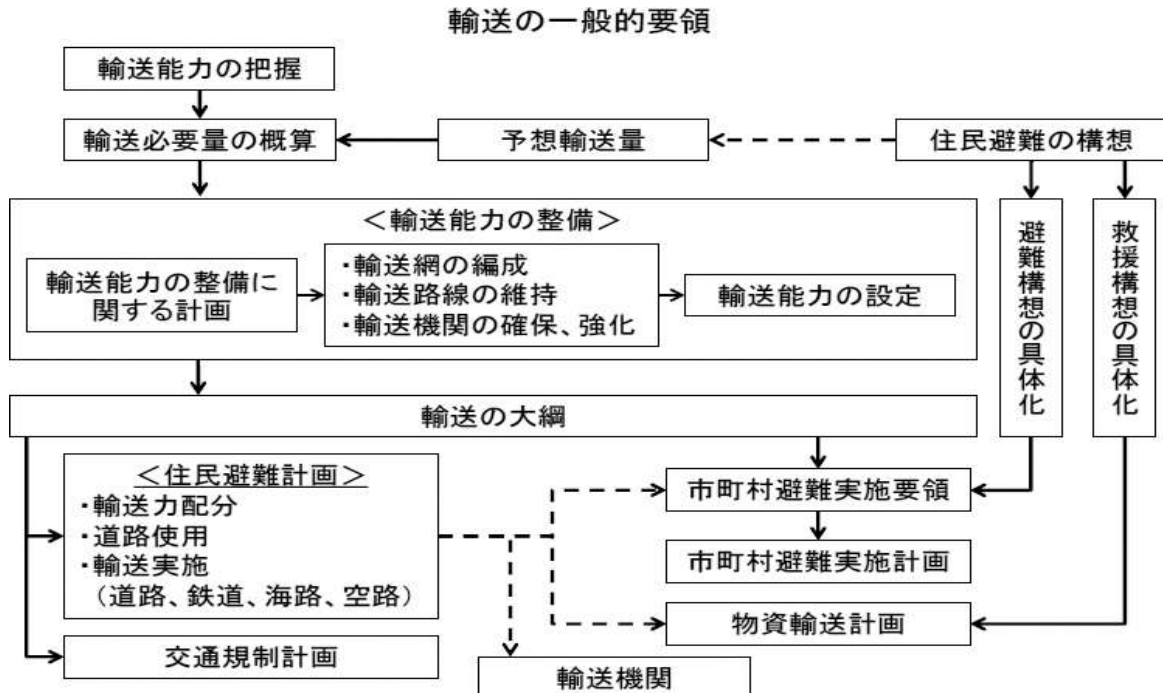 輸送の一般的要領
輸送能力の把握
輸送必要量の概算
予想輸送量
住民避難の構想
＜輸送能力の整備＞
輸送能力の整備に
関する計画
・輸送網の編成
・輸送路線の維持
・輸送機関の確保、強化
輸送能力の設定
避難構想の具体化
救援構想の具体化
輸送の大綱
＜住民避難計画＞
・輸送力配分
・道路使用
・輸送実施
（道路、鉄道、海路、空路）
市町村避難実施要領
市町村避難実施計画
物資輸送計画
交通規制計画
輸送機関